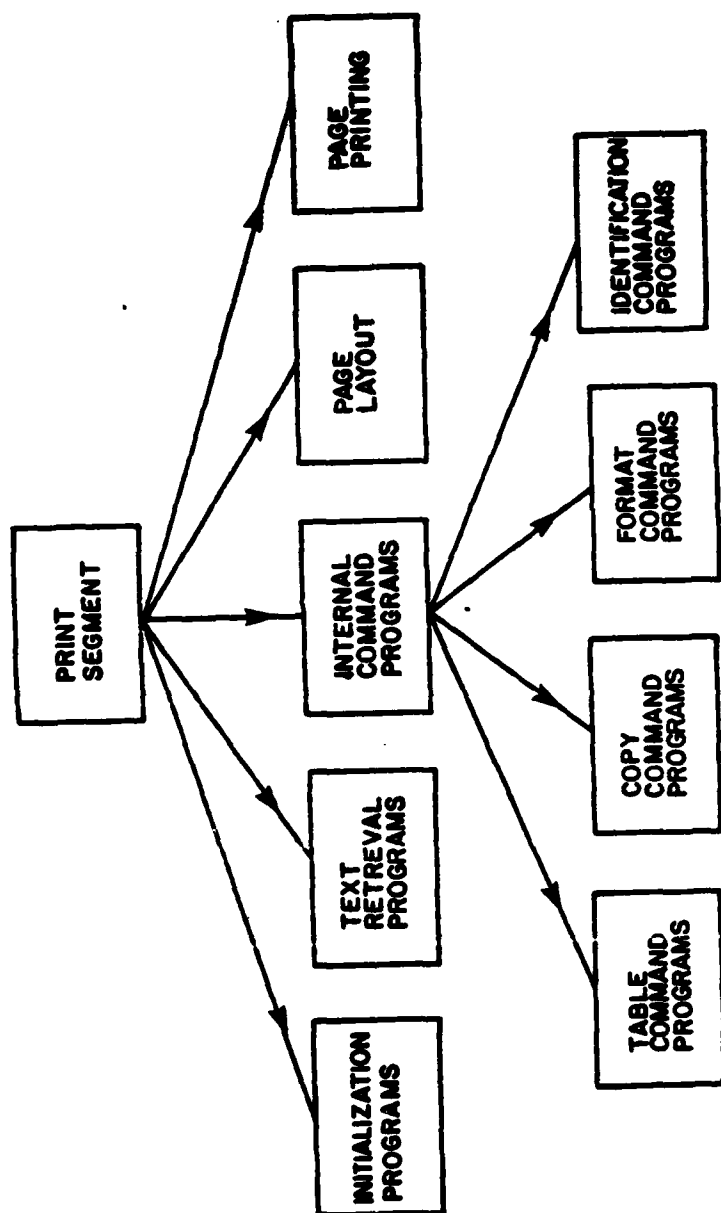 PRINT
SEGMENT
INITIALIZATION
PROGRAMS
TEXT
RETREVAL
PROGRAMS
INTERNAL
COMMAND
PROGRAMS
PAGE
LAYOUT
PAGE
PRINTING
TABLE
COMMAND
PROGRAMS
COPY
COMMAND
PROGRAMS
FORMAT
COMMAND
PROGRAMS
IDENTIFICATION
COMMAND
PROGRAMS